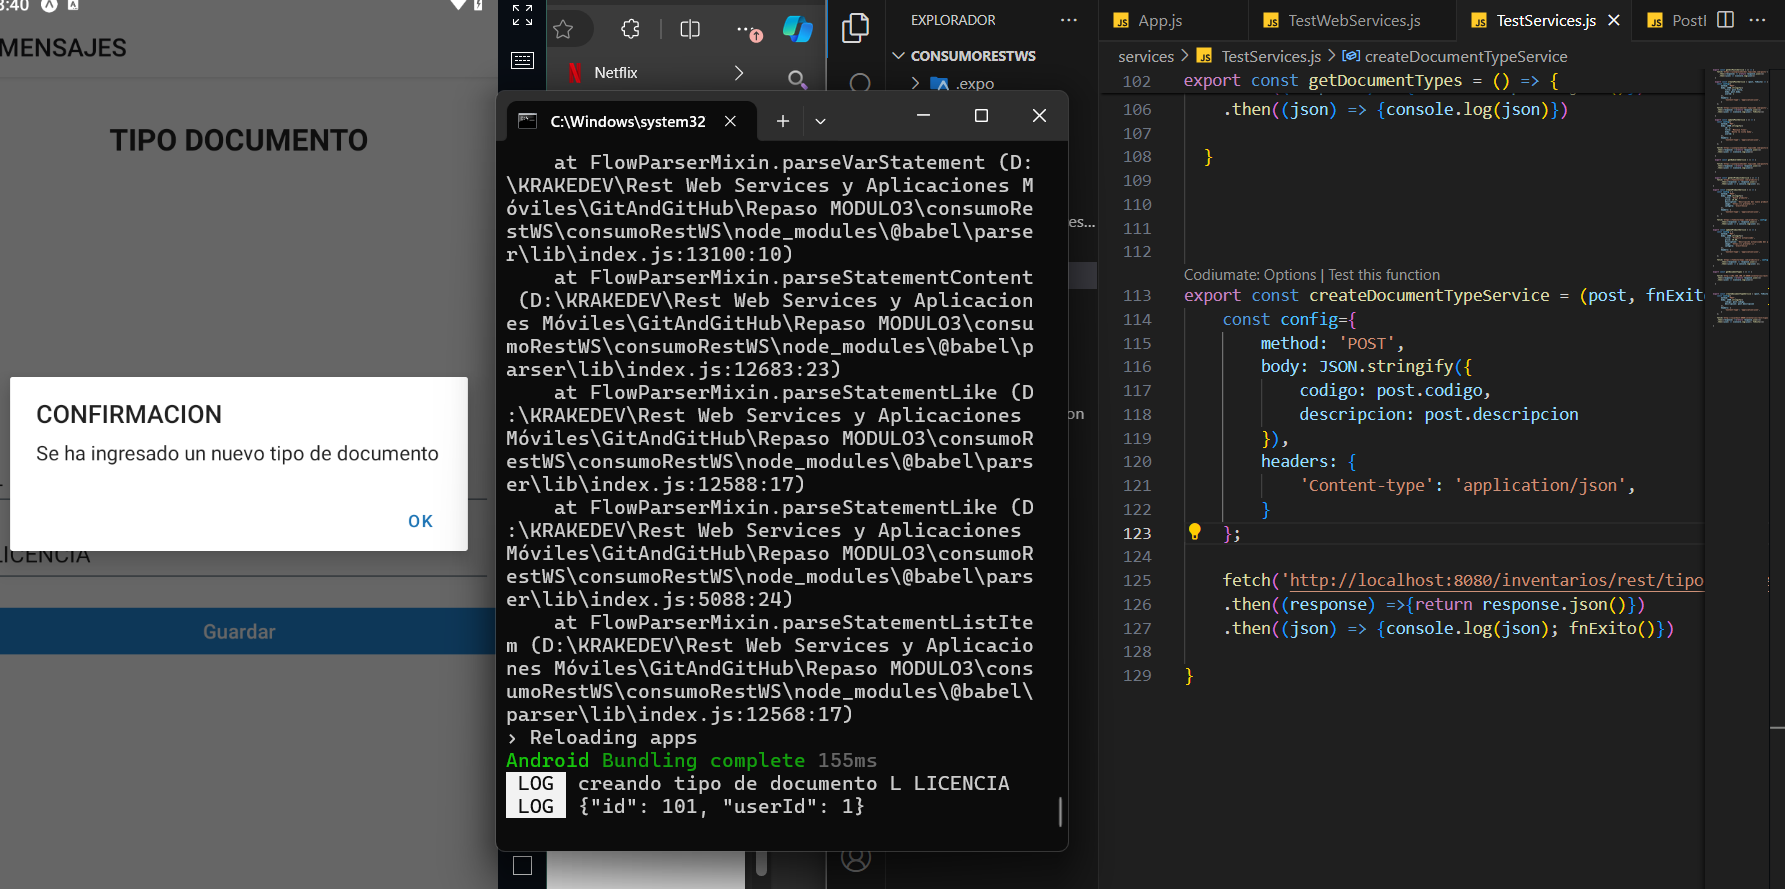 3:40
MENSAJES
TIPO DOCUMENTO
CONFIRMACION
Se ha ingresado un nuevo tipo de documento
OK
LICENCIA
Guardar
Netflix
C:\Windows\system32
at FlowParserMixin.parseVarStatement (D:
\KRAKEDEV\Rest Web Services y Aplicaciones M
óviles\GitAndGitHub\Repaso MODULO3\consumoRe
stWS\consumoRestWS\node_modules\@babel\parse
r\lib\index.js:13100:10)
at FlowParserMixin.parseStatementContent
(D:\KRAKEDEV\Rest Web Services y Aplicacion
es Móviles\GitAndGitHub\Repaso MODULO3\consu
moRestWS\consumoRestWS\node_modules\@babel\p
arser\lib\index.js:12683:23)
at FlowParserMixin.parseStatementLike (D
:\KRAKEDEV\Rest Web Services y Aplicaciones
Móviles\GitAndGitHub\Repaso MODULO3\consumoR
estWS\consumoRestWS\node_modules\@babel\pars
er\lib\index.js:12588:17)
at FlowParserMixin.parseStatementLike (D
:\KRAKEDEV\Rest Web Services y Aplicaciones
Móviles\GitAndGitHub\Repaso MODULO3\consumoR
estWS\consumoRestWS\node_modules\@babel\pars
er\lib\index.js:5088:24)
at FlowParserMixin.parseStatementListIte
m (D:\KRAKEDEV\Rest Web Services y Aplicacio
nes Móviles\GitAndGitHub\Repaso MODULO3\cons
umoRestWS\consumoRestWS\node_modules\@babel\
parser\lib\index.js:12568:17)
› Reloading apps
Android Bundling complete 155ms
LOG creando tipo de documento L LICENCIA
LOG {"id": 101, "userId": 1}
EXPLORADOR
CONSUMORESTWS
.expo
es...
on
App.js
TestWebServices.js
TestServices.js
PostI
services > TestServices.js > createDocumentTypeService
102 export const getDocumentTypes = () => {
106 .then((json) => {console.log(json)})
107
108 }
109
110
111
112
Codiumate: Options | Test this function
113 export const createDocumentTypeService = (post, fnExit
114 const config={
115 method: 'POST',
116 body: JSON.stringify({
117 codigo: post.codigo,
118 descripcion: post.descripcion
119 }),
120 headers: {
121 'Content-type': 'application/json',
122 }
123 };
124
125 fetch('http://localhost:8080/inventarios/rest/tipo
126 .then((response) =>{return response.json()})
127 .then((json) => {console.log(json); fnExito()})
128
129 }